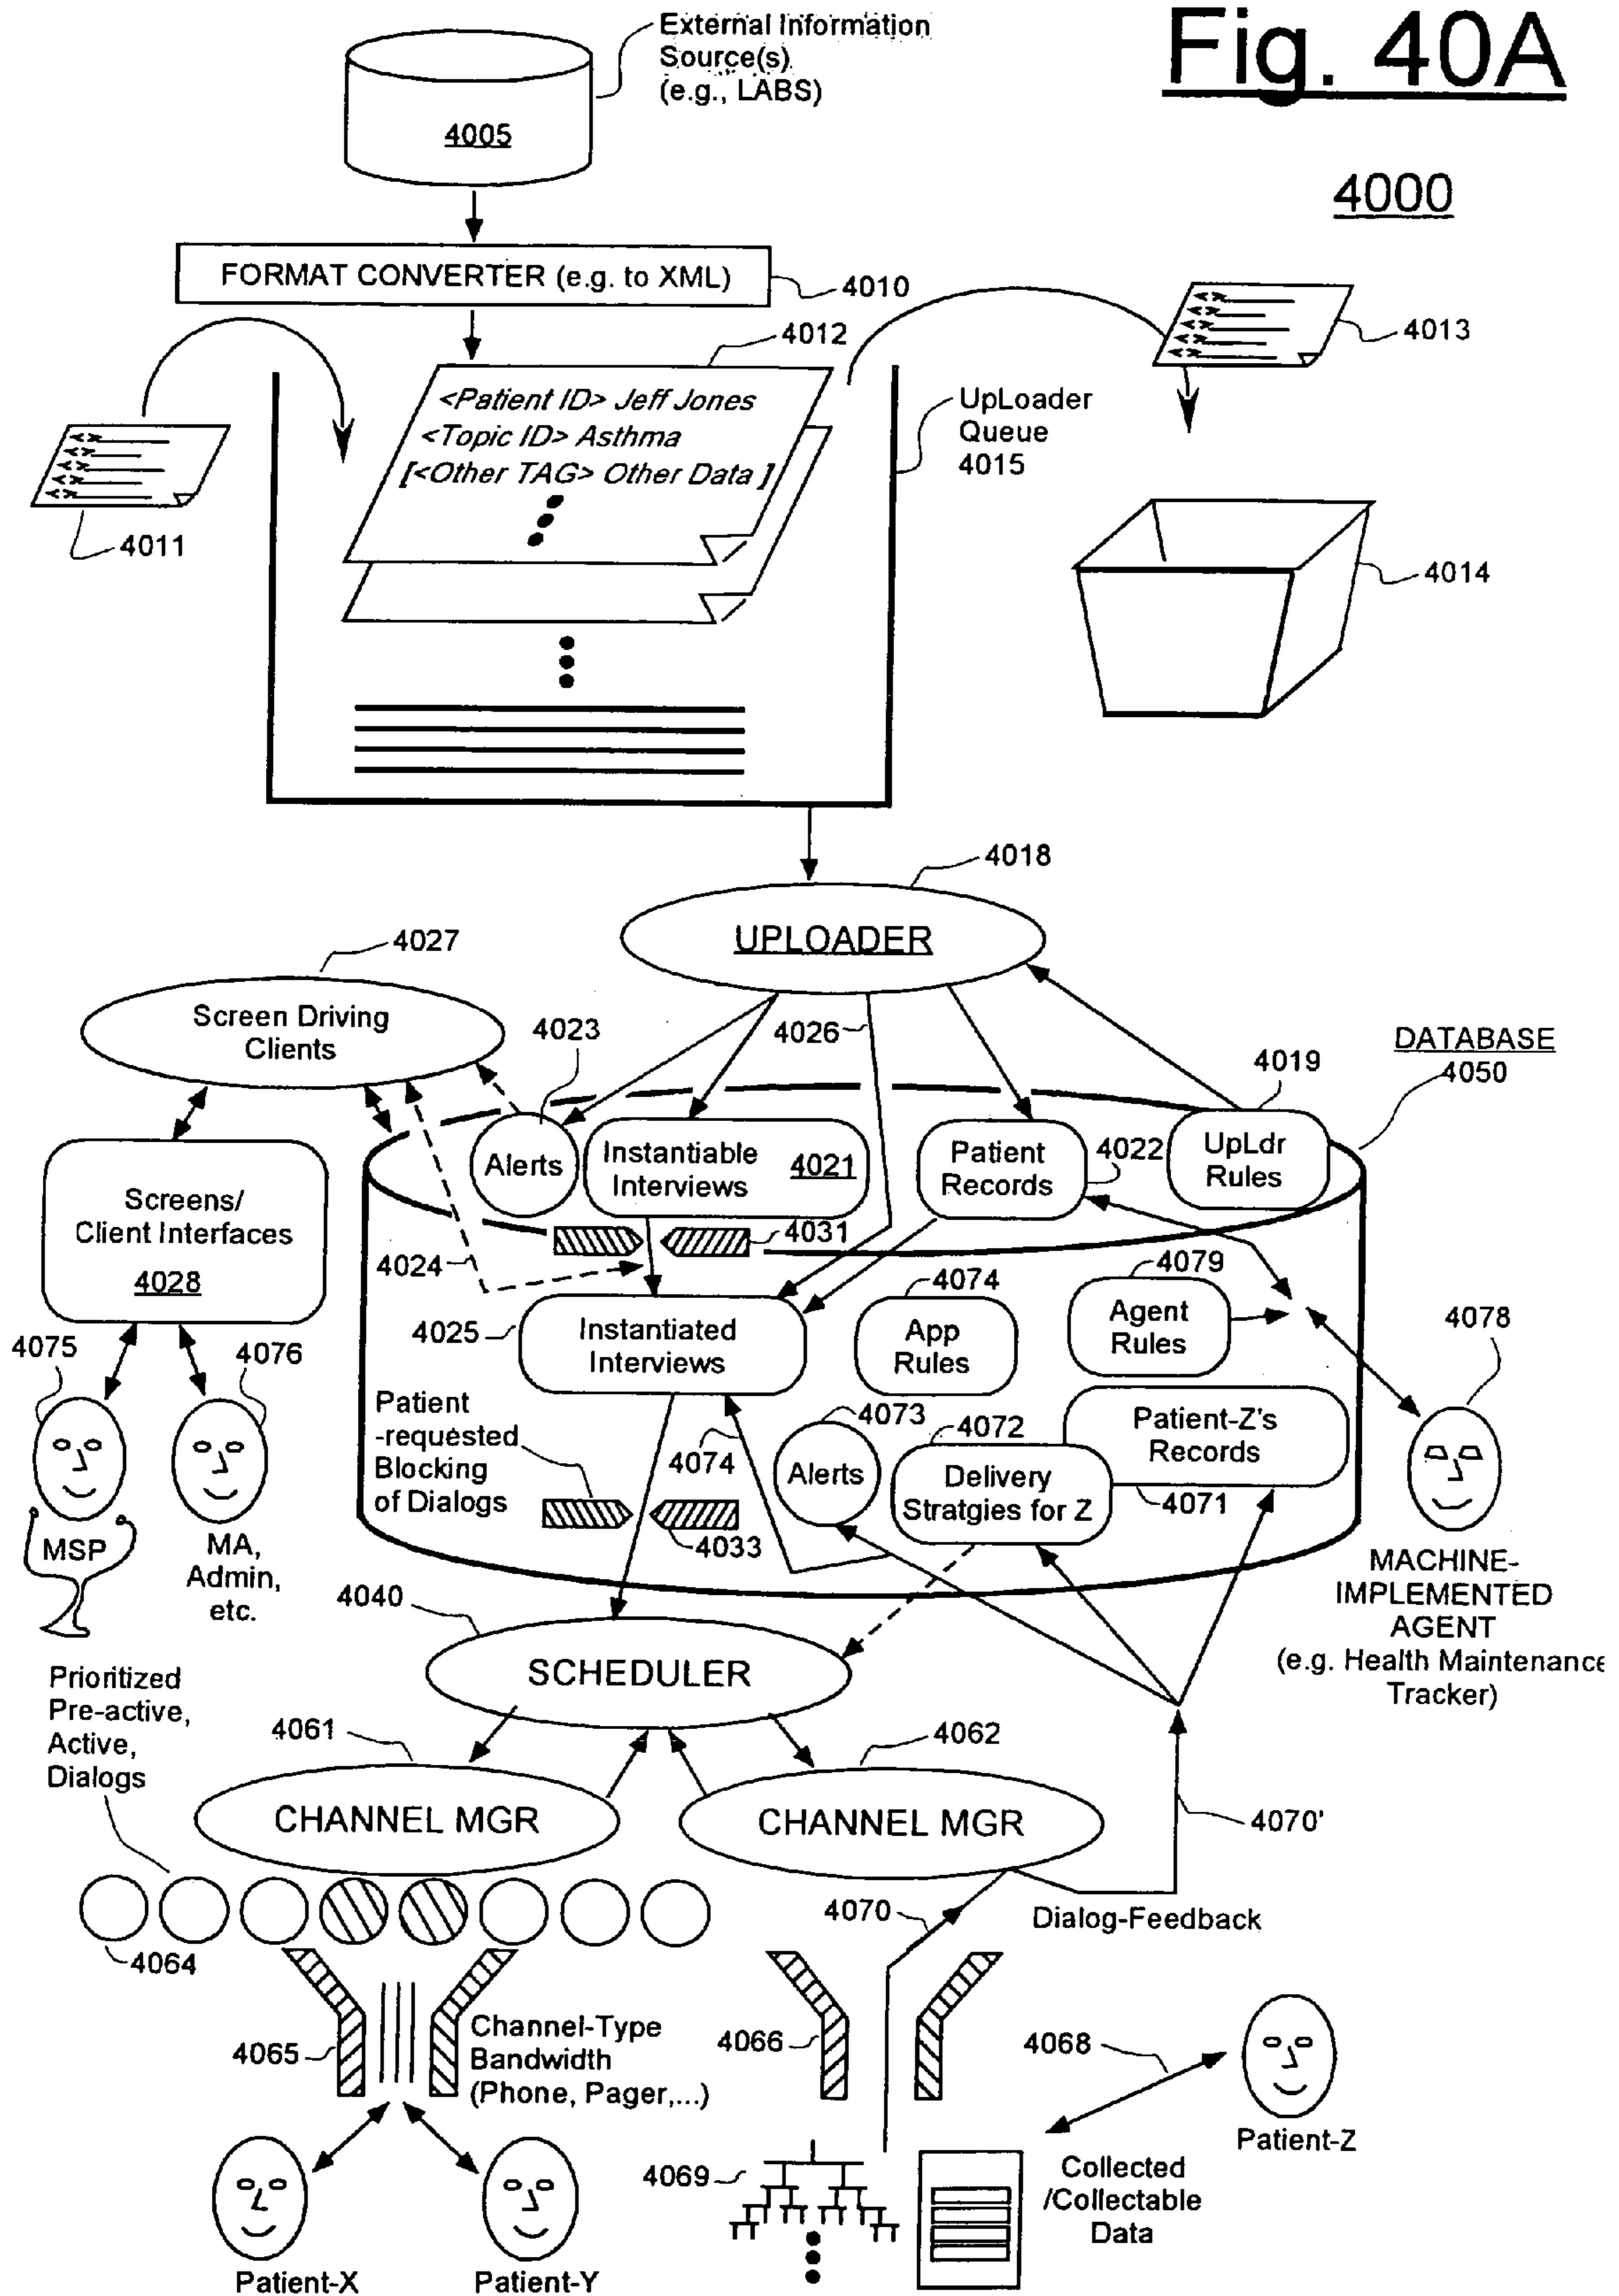 Fig. 40A
4000
External Information
Source(s)
(e.g., LABS)
4005
FORMAT CONVERTER (e.g. to XML)
4010
4012
4013
<Patient ID> Jeff Jones
<Topic ID> Asthma
[<Other TAG> Other Data ]
UpLoader
Queue
4015
4011
4014
4018
UPLOADER
4027
Screen Driving
Clients
4023
4026
DATABASE
4050
4019
Alerts
Instantiable
Interviews
4021
Patient
Records
4022
UpLdr
Rules
Screens/
Client Interfaces
4028
4024
4031
4025
Instantiated
Interviews
4074
App
Rules
4079
Agent
Rules
4078
4075
4076
MSP
MA,
Admin,
etc.
Patient
-requested
Blocking
of Dialogs
4074
4073
Alerts
4072
Delivery
Stratgies for Z
Patient-Z's
Records
4071
4033
MACHINE-
IMPLEMENTED
AGENT
(e.g. Health Maintenance
Tracker)
4040
SCHEDULER
Prioritized
Pre-active,
Active,
Dialogs
4061
CHANNEL MGR
4062
CHANNEL MGR
4070'
4064
4070
Dialog-Feedback
4065
Channel-Type
Bandwidth
(Phone, Pager,...)
4066
4068
Patient-Z
4069
Collected
/Collectable
Data
Patient-X
Patient-Y